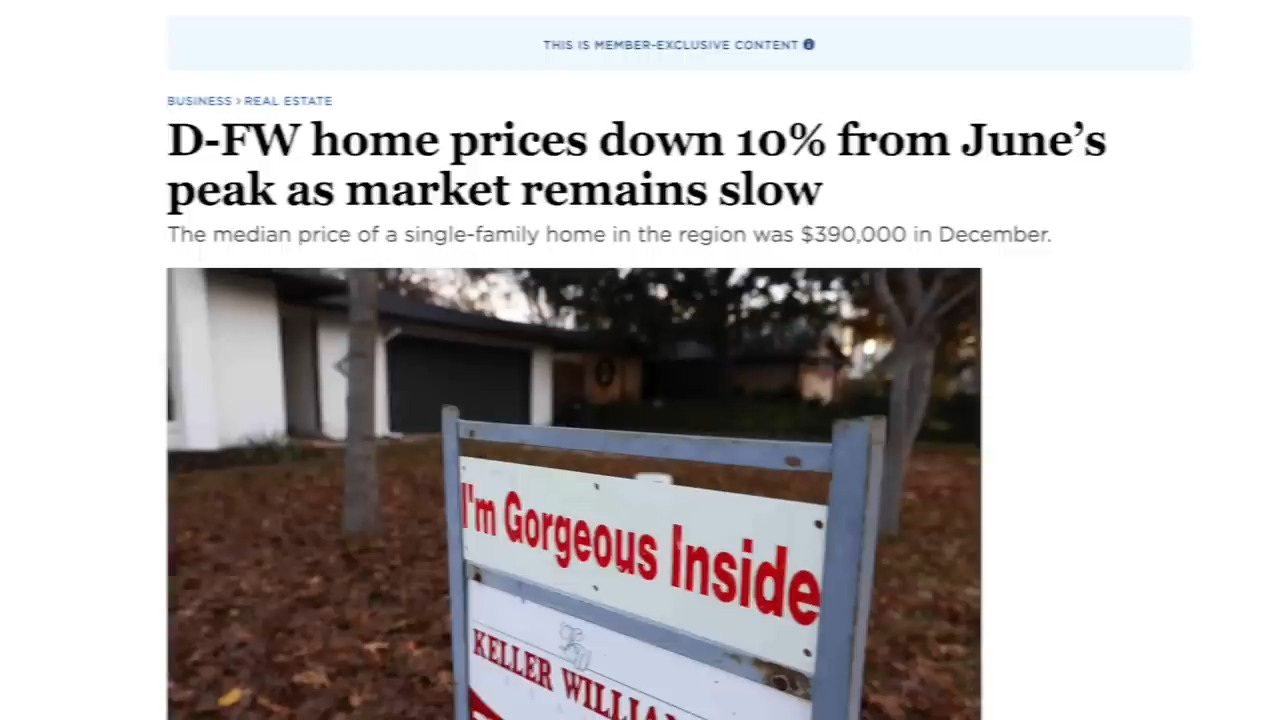 THIS IS MEMBER-EXCLUSIVE CONTENT
BUSINESS > REAL ESTATE
D-FW home prices down 10% from June’s
peak as market remains slow
The median price of a single-family home in the region was $390,000 in December.
I'm Gorgeous Inside
KELLER